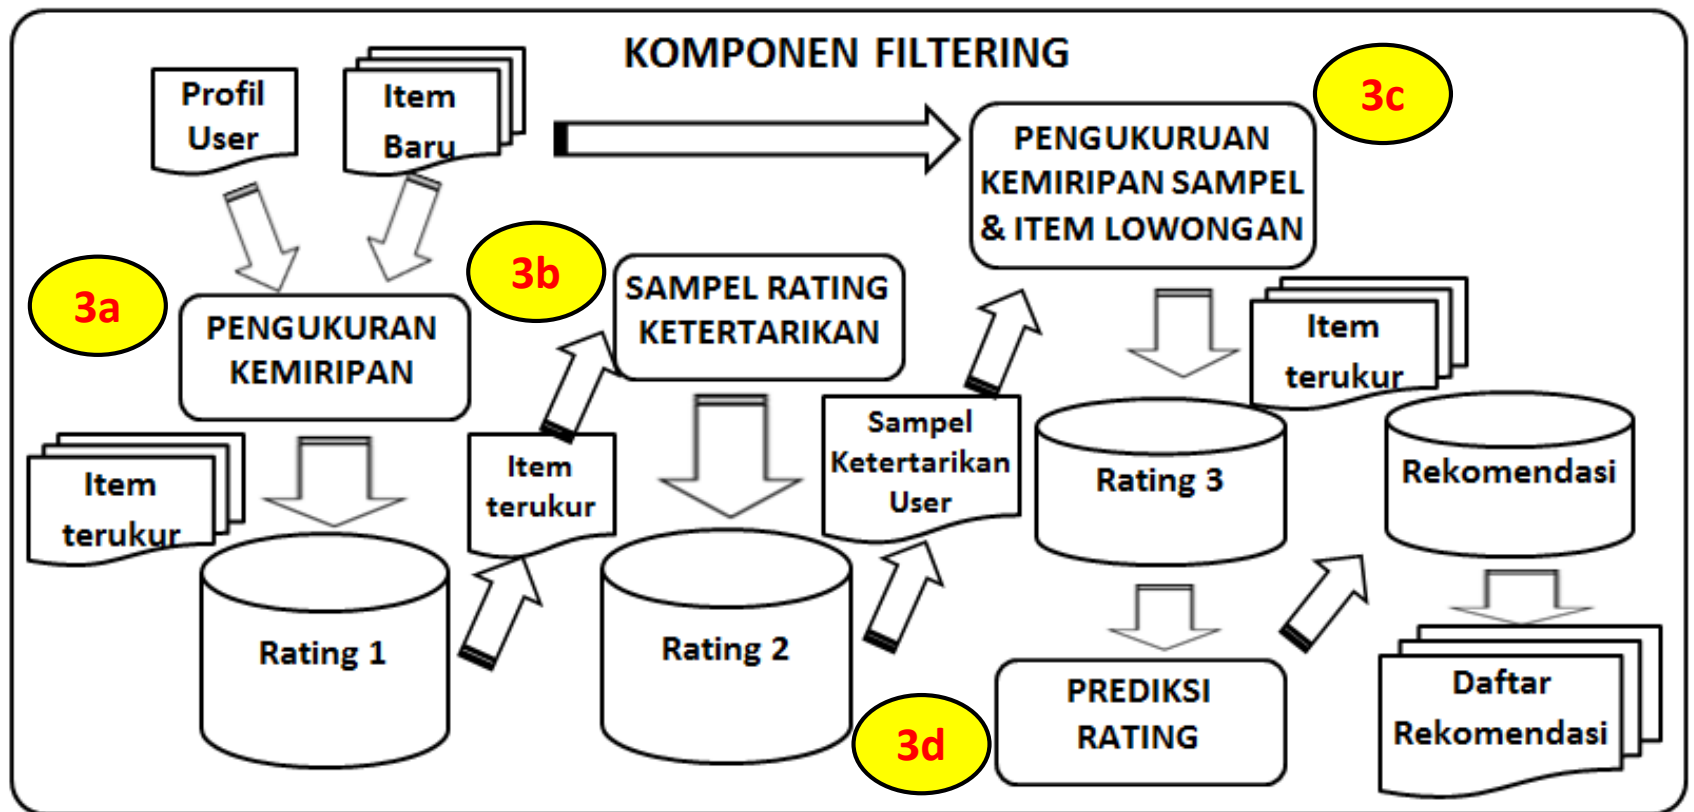 KOMPONEN FILTERING
Profil
User
Item
Baru
3c
PENGUKURUAN
KEMIRIPAN SAMPEL
& ITEM LOWONGAN
3a
PENGUKURAN
KEMIRIPAN
3b
SAMPEL RATING
KETERTARIKAN
Item
terukur
Item
terukur
Sampel
Ketertarikan
User
Item
terukur
Rating 1
Rating 2
Rating 3
Rekomendasi
3d
PREDIKSI
RATING
Daftar
Rekomendasi